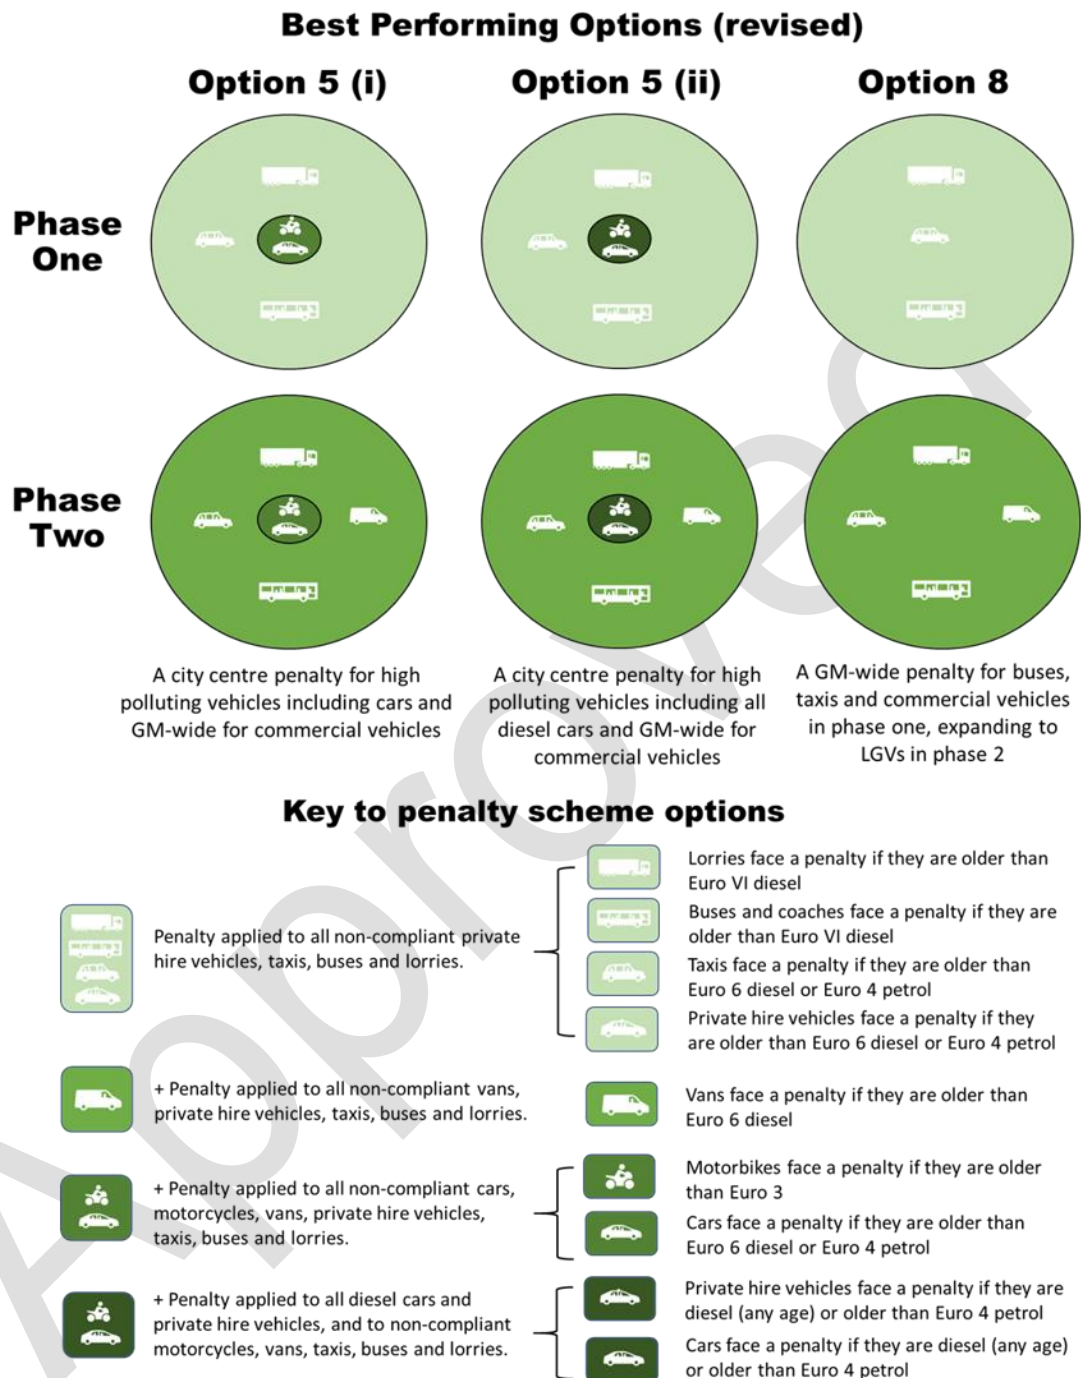 Best Performing Options (revised)
Option 5 (i)
Option 5 (ii)
Option 8
Phase
One
Phase
Two
A city centre penalty for high
polluting vehicles including cars and
GM-wide for commercial vehicles
A city centre penalty for high
polluting vehicles including all
diesel cars and GM-wide for
commercial vehicles
A GM-wide penalty for buses,
taxis and commercial vehicles
in phase one, expanding to
LGVs in phase 2
Key to penalty scheme options
Penalty applied to all non-compliant private
hire vehicles, taxis, buses and lorries.
Lorries face a penalty if they are older than
Euro VI diesel
Buses and coaches face a penalty if they are
older than Euro VI diesel
Taxis face a penalty if they are older than
Euro 6 diesel or Euro 4 petrol
Private hire vehicles face a penalty if they
are older than Euro 6 diesel or Euro 4 petrol
+ Penalty applied to all non-compliant vans,
private hire vehicles, taxis, buses and lorries.
Vans face a penalty if they are older than
Euro 6 diesel
+ Penalty applied to all non-compliant cars,
motorcycles, vans, private hire vehicles,
taxis, buses and lorries.
Motorbikes face a penalty if they are older
than Euro 3
Cars face a penalty if they are older than
Euro 6 diesel or Euro 4 petrol
+ Penalty applied to all diesel cars and
private hire vehicles, and to non-compliant
motorcycles, vans, taxis, buses and lorries.
Private hire vehicles face a penalty if they are
diesel (any age) or older than Euro 4 petrol
Cars face a penalty if they are diesel (any age)
or older than Euro 4 petrol
Approved